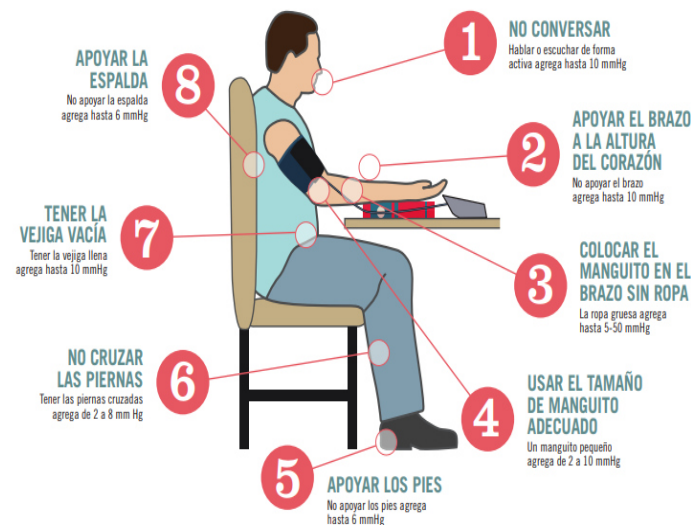 1
NO CONVERSAR
Hablar o escuchar de forma
activa agrega hasta 10 mmHg
2
APOYAR EL BRAZO
A LA ALTURA
DEL CORAZÓN
No apoyar el brazo
agrega hasta 10 mmHg
3
COLOCAR EL
MANGUITO EN EL
BRAZO SIN ROPA
La ropa gruesa agrega
hasta 5-50 mmHg
4
USAR EL TAMAÑO
DE MANGUITO
ADECUADO
Un manguito pequeño
agrega de 2 a 10 mmHg
5
APOYAR LOS PIES
No apoyar los pies agrega
hasta 6 mmHg
6
NO CRUZAR
LAS PIERNAS
Tener las piernas cruzadas
agrega de 2 a 8 mm Hg
7
TENER LA
VEJIGA VACÍA
Tener la vejiga llena
agrega hasta 10 mmHg
8
APOYAR LA
ESPALDA
No apoyar la espalda
agrega hasta 6 mmHg